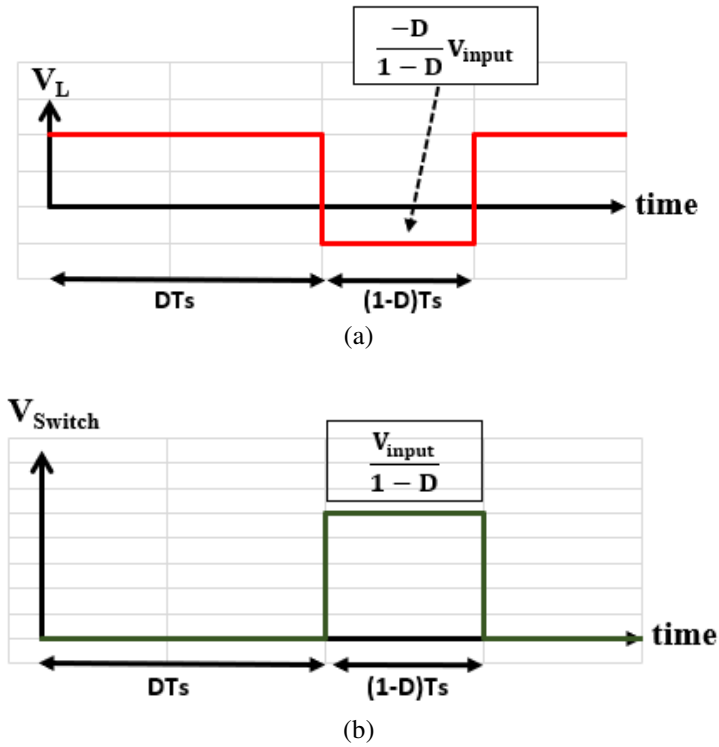 −D
1 − D
V_input
V_L
time
DTs
(1-D)Ts
(a)
V_Switch
V_input
1 − D
time
DTs
(1-D)Ts
(b)